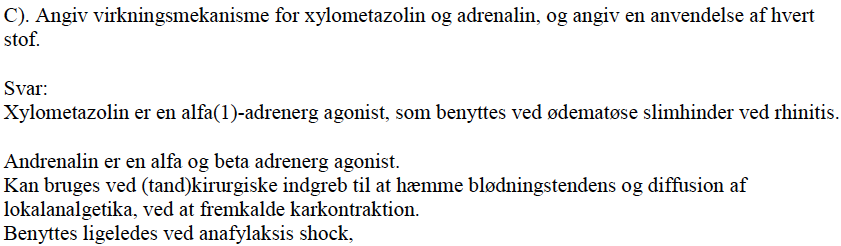 C). Angiv virkningsmekanisme for xylometazolin og adrenalin, og angiv en anvendelse af hvert
stof.
Svar:
Xylometazolin er en alfa(1)-adrenerg agonist, som benyttes ved ødematøse slimhinder ved rhinitis.
Andrenalin er en alfa og beta adrenerg agonist.
Kan bruges ved (tand)kirurgiske indgreb til at hæmme blødningstendens og diffusion af
lokalanalgetika, ved at fremkalde karkontraktion.
Benyttes ligeledes ved anafylaksis shock,